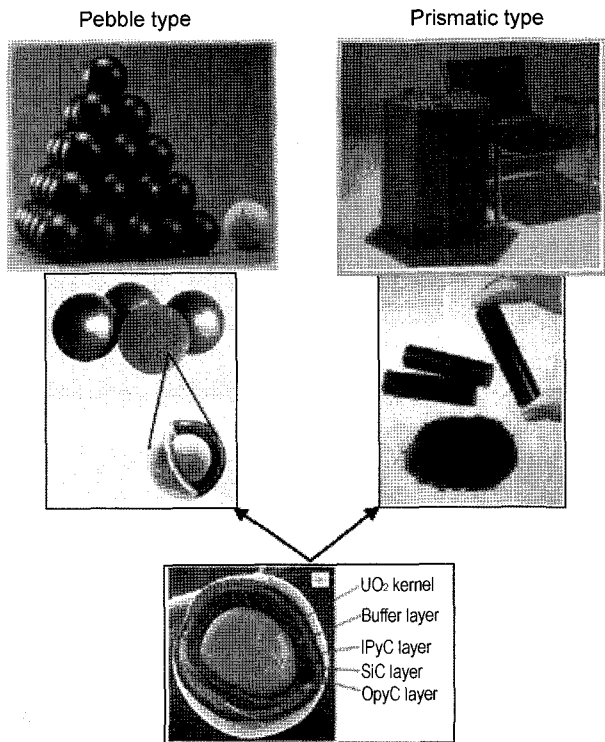 Pebble type
Prismatic type
UO₂ kernel
Buffer layer
IPyC layer
SiC layer
OpyC layer